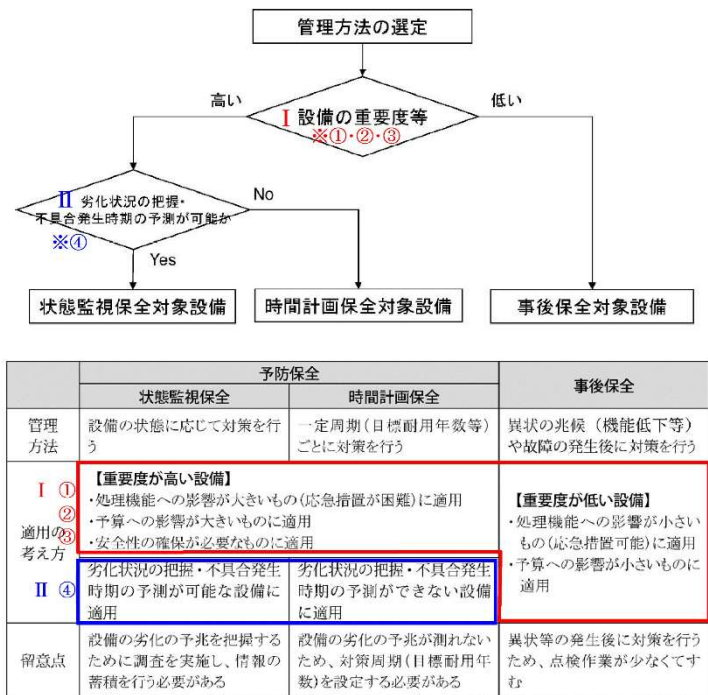 管理方法の選定
高い
低い
Ⅰ 設備の重要度等
※①・②・③
Ⅱ 劣化状況の把握・
不具合発生時期の予測が可能か
※④
No
Yes
状態監視保全対象設備
時間計画保全対象設備
事後保全対象設備
予防保全
事後保全
状態監視保全
時間計画保全
管理
方法
設備の状態に応じて対策を行
う
一定周期(目標耐用年数等)
ごとに対策を行う
異状の兆候(機能低下等)
や故障の発生後に対策を行う
Ⅰ ①
②
③
適用の
考え方
Ⅱ ④
【重要度が高い設備】
・処理機能への影響が大きいもの(応急措置が困難)に適用
・予算への影響が大きいものに適用
・安全性の確保が必要なものに適用
【重要度が低い設備】
・処理機能への影響が小さい
もの(応急措置可能)に適用
・予算への影響が小さいものに
適用
劣化状況の把握・不具合発生
時期の予測が可能な設備に
適用
劣化状況の把握・不具合発生
時期の予測ができない設備
に適用
留意点
設備の劣化の予兆を把握する
ために調査を実施し、情報の
蓄積を行う必要がある
設備の劣化の予兆が測れない
ため、対策周期(目標耐用年
数)を設定する必要がある
異状等の発生後に対策を行う
ため、点検作業が少なくてす
む